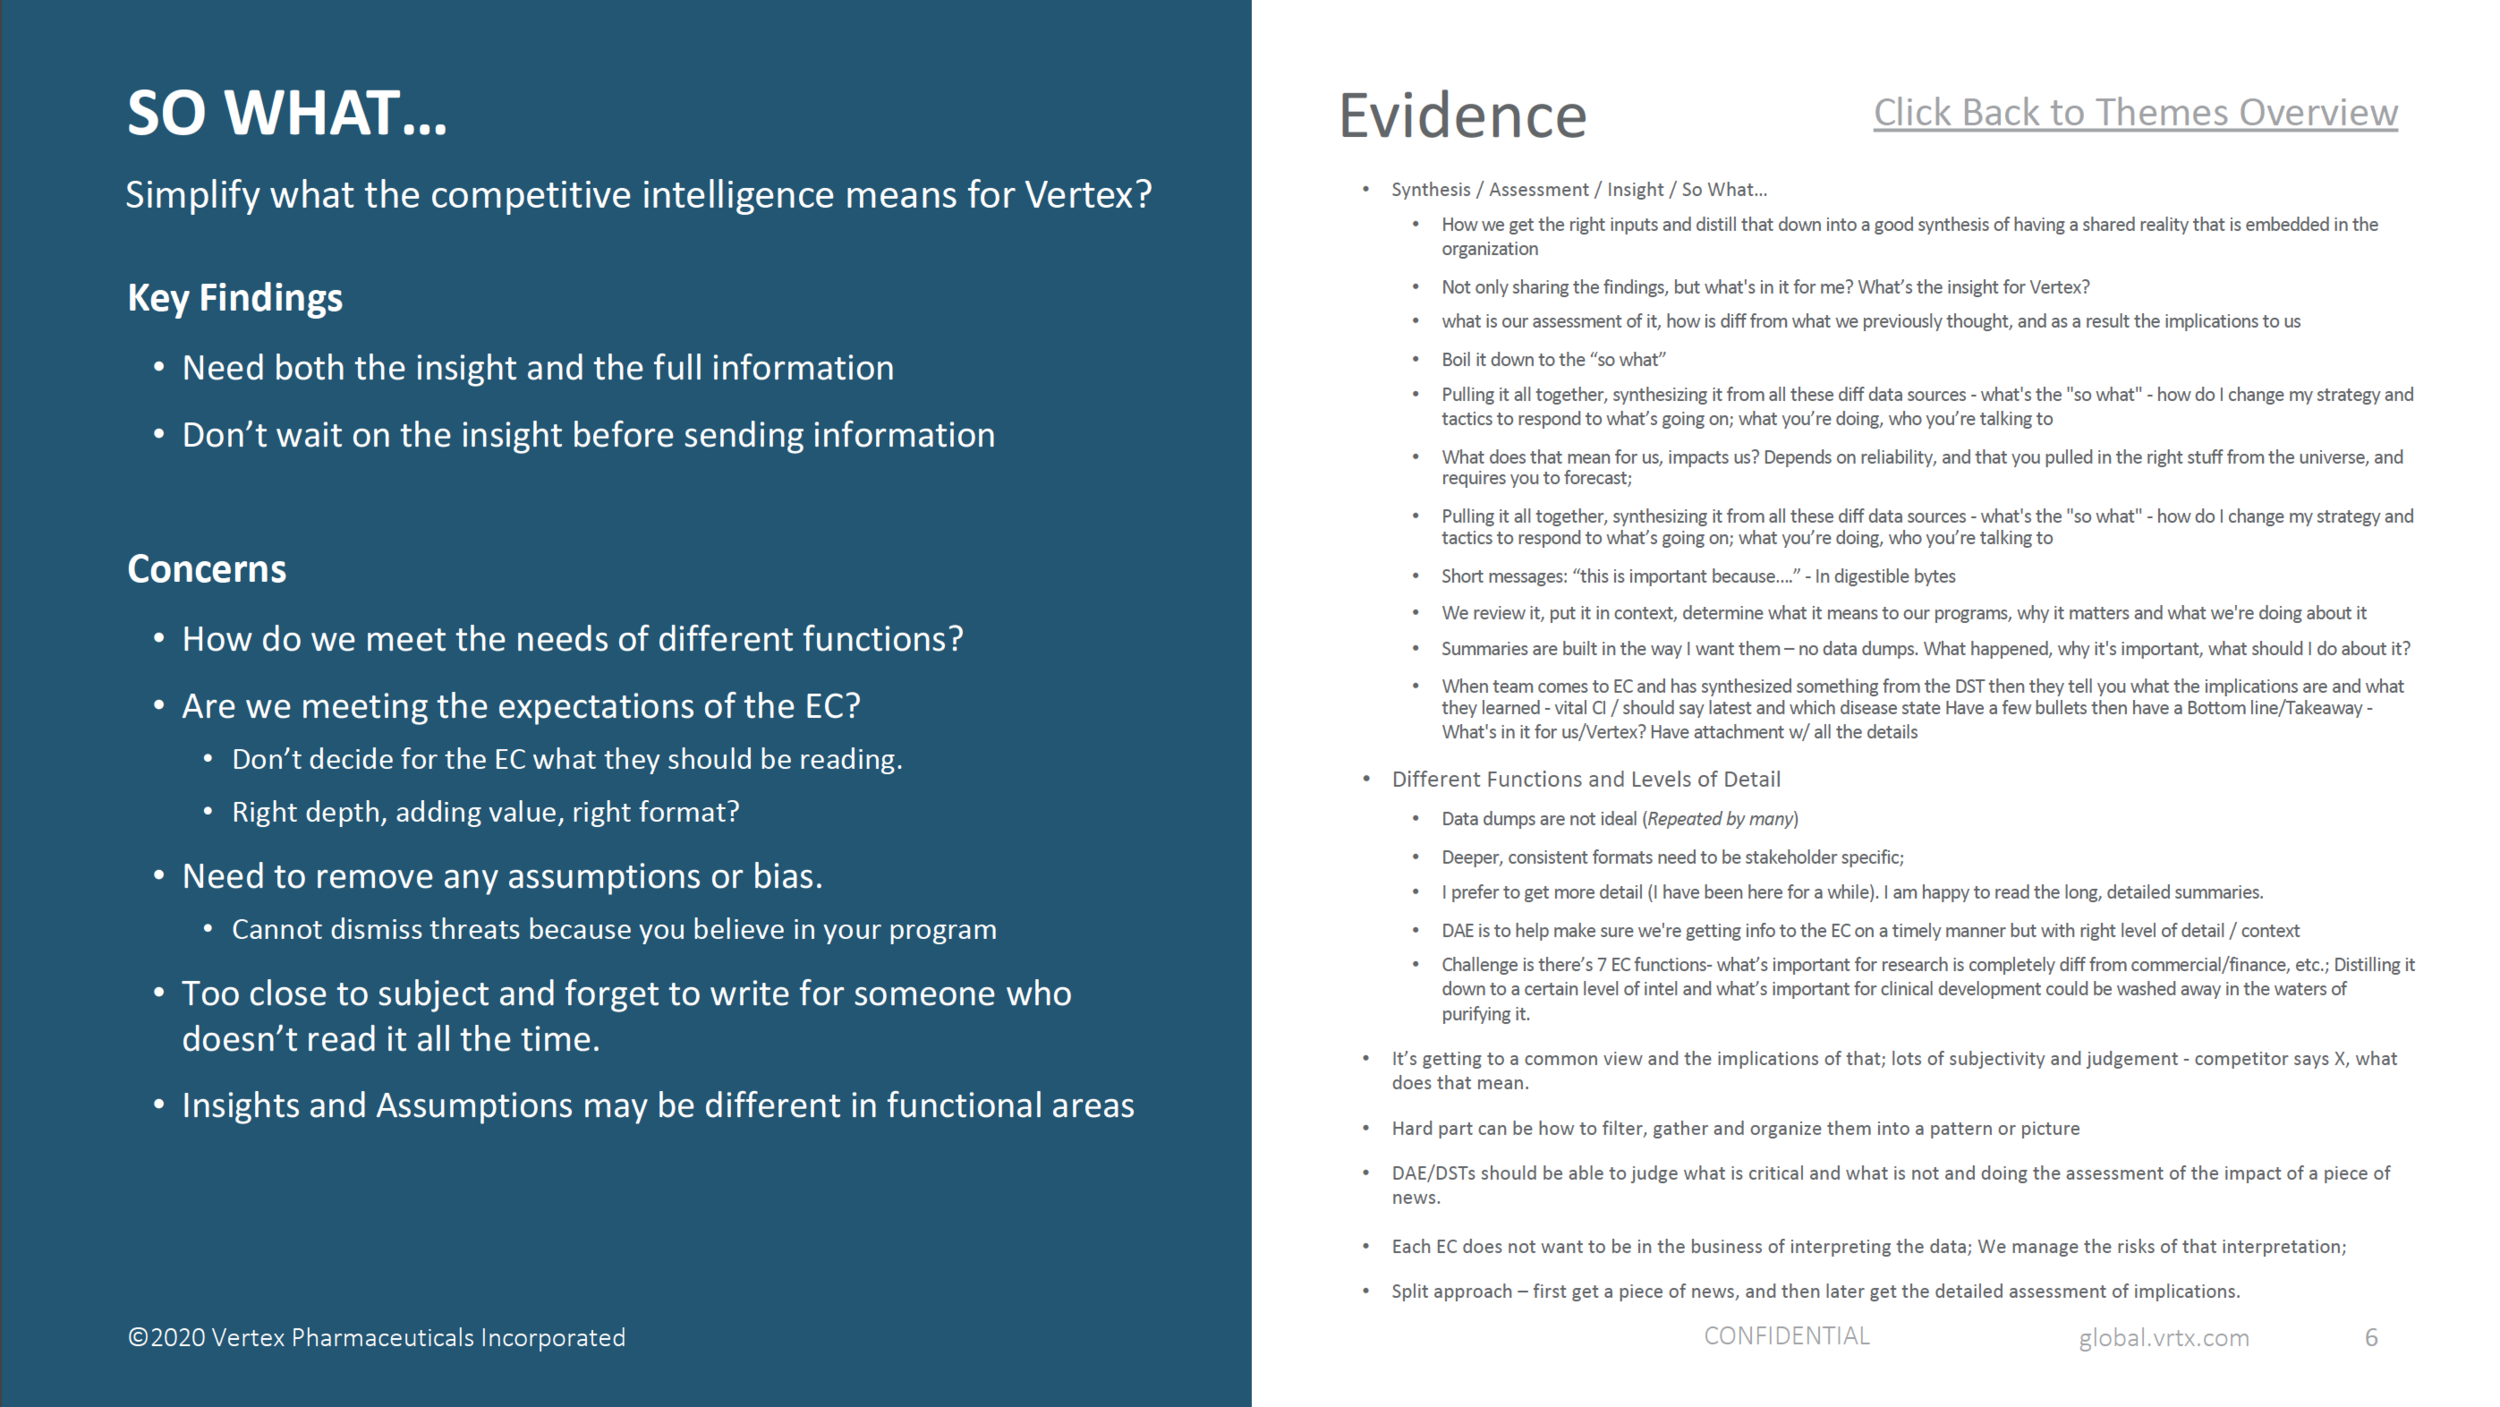 SO WHAT...
Simplify what the competitive intelligence means for Vertex?
Key Findings
• Need both the insight and the full information
• Don’t wait on the insight before sending information
Concerns
• How do we meet the needs of different functions?
• Are we meeting the expectations of the EC?
• Don’t decide for the EC what they should be reading.
• Right depth, adding value, right format?
• Need to remove any assumptions or bias.
• Cannot dismiss threats because you believe in your program
• Too close to subject and forget to write for someone who
doesn’t read it all the time.
• Insights and Assumptions may be different in functional areas
©2020 Vertex Pharmaceuticals Incorporated
Evidence
Click Back to Themes Overview
• Synthesis / Assessment / Insight / So What...
• How we get the right inputs and distill that down into a good synthesis of having a shared reality that is embedded in the
organization
• Not only sharing the findings, but what's in it for me? What’s the insight for Vertex?
• what is our assessment of it, how is diff from what we previously thought, and as a result the implications to us
• Boil it down to the “so what”
• Pulling it all together, synthesizing it from all these diff data sources - what's the "so what" - how do I change my strategy and
tactics to respond to what’s going on; what you’re doing, who you’re talking to
• What does that mean for us, impacts us? Depends on reliability, and that you pulled in the right stuff from the universe, and
requires you to forecast;
• Pulling it all together, synthesizing it from all these diff data sources - what's the "so what" - how do I change my strategy and
tactics to respond to what’s going on; what you’re doing, who you’re talking to
• Short messages: “this is important because....” - In digestible bytes
• We review it, put it in context, determine what it means to our programs, why it matters and what we're doing about it
• Summaries are built in the way I want them – no data dumps. What happened, why it's important, what should I do about it?
• When team comes to EC and has synthesized something from the DST then they tell you what the implications are and what
they learned - vital CI / should say latest and which disease state Have a few bullets then have a Bottom line/Takeaway -
What's in it for us/Vertex? Have attachment w/ all the details
• Different Functions and Levels of Detail
• Data dumps are not ideal (Repeated by many)
• Deeper, consistent formats need to be stakeholder specific;
• I prefer to get more detail (I have been here for a while). I am happy to read the long, detailed summaries.
• DAE is to help make sure we're getting info to the EC on a timely manner but with right level of detail / context
• Challenge is there’s 7 EC functions- what’s important for research is completely diff from commercial/finance, etc.; Distilling it
down to a certain level of intel and what’s important for clinical development could be washed away in the waters of
purifying it.
• It’s getting to a common view and the implications of that; lots of subjectivity and judgement - competitor says X, what
does that mean.
• Hard part can be how to filter, gather and organize them into a pattern or picture
• DAE/DSTs should be able to judge what is critical and what is not and doing the assessment of the impact of a piece of
news.
• Each EC does not want to be in the business of interpreting the data; We manage the risks of that interpretation;
• Split approach – first get a piece of news, and then later get the detailed assessment of implications.
CONFIDENTIAL
global.vrtx.com
6